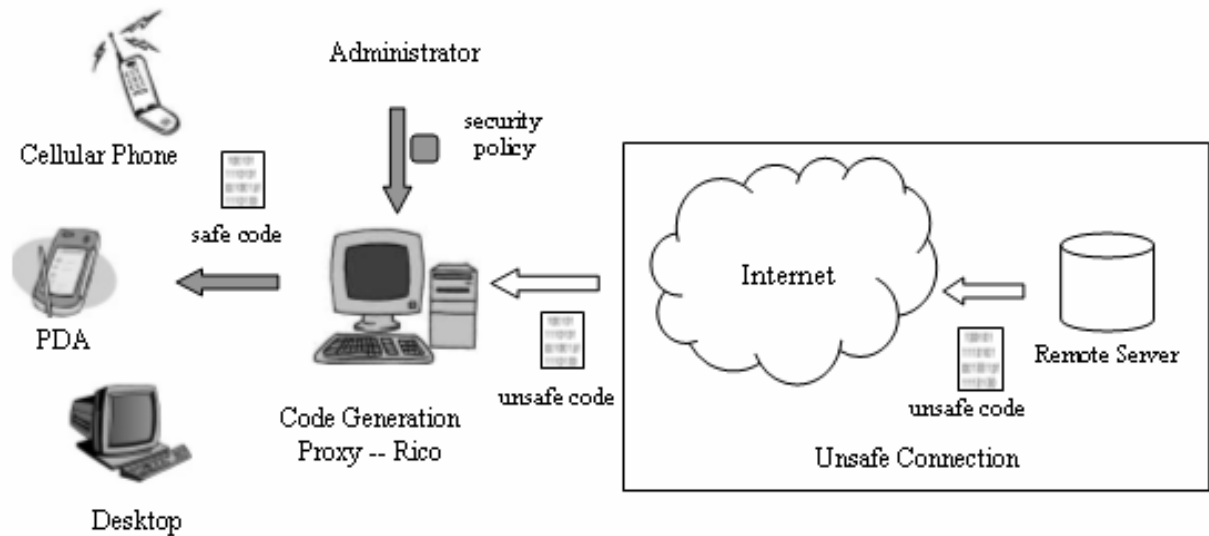 Administrator
security
policy
Cellular Phone
safe code
PDA
Desktop
Code Generation
Proxy -- Rico
unsafe code
Internet
Remote Server
unsafe code
Unsafe Connection